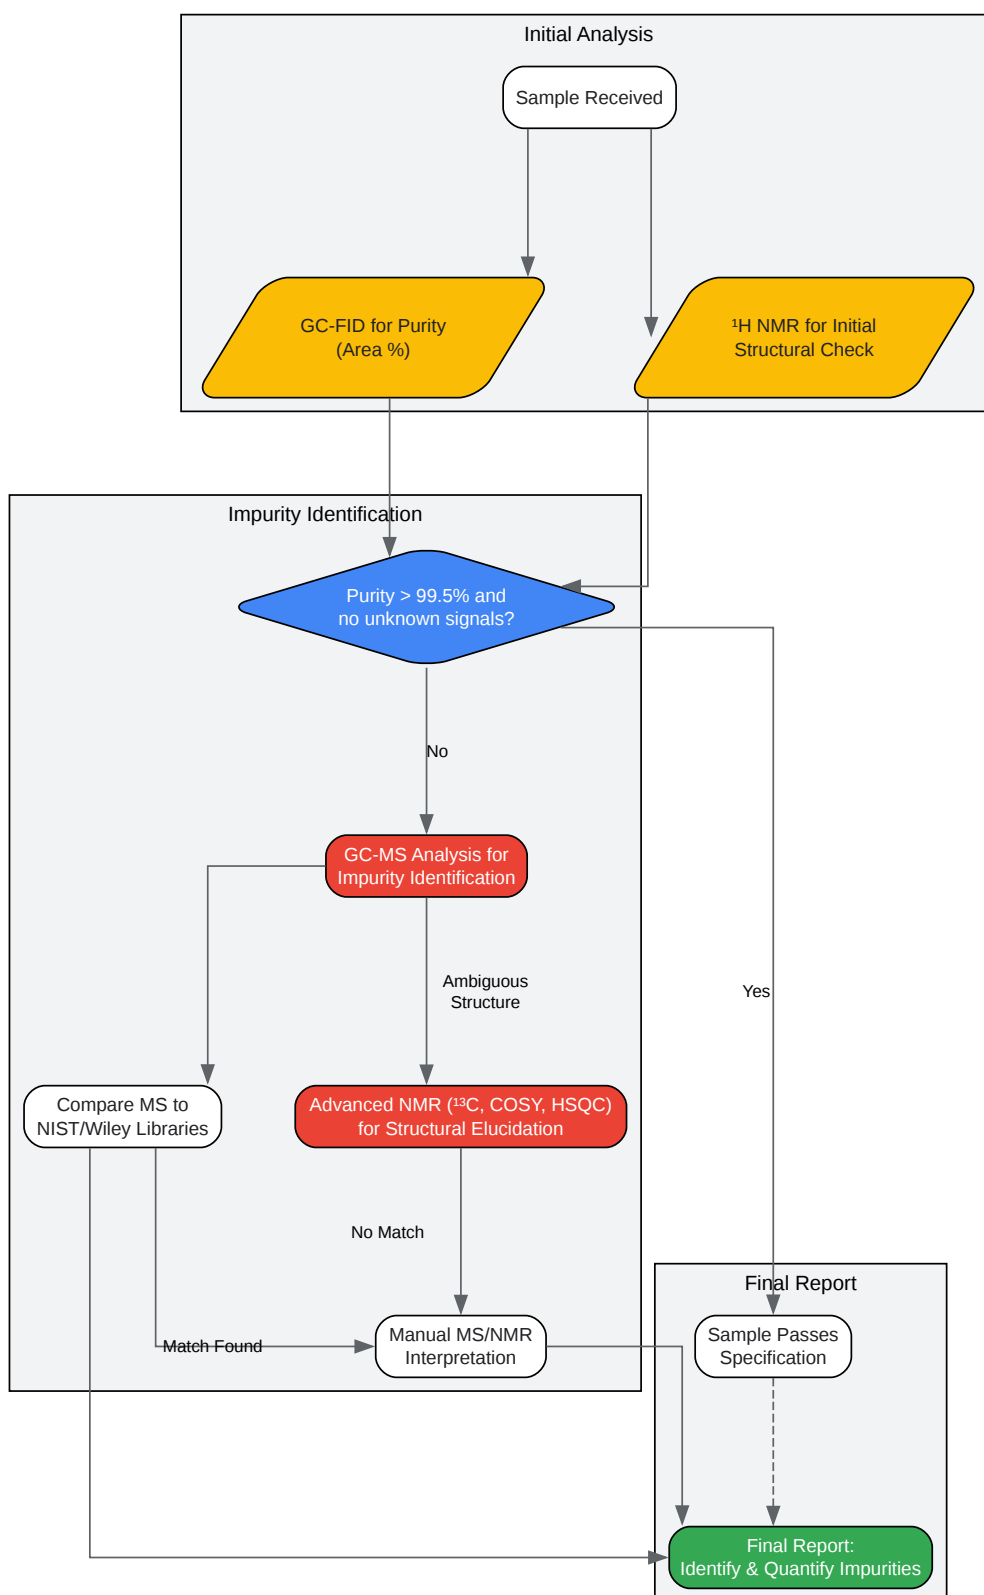 Initial Analysis
Sample Received
GC-FID for Purity
(Area %)
¹H NMR for Initial
Structural Check
Impurity Identification
Purity > 99.5% and
no unknown signals?
No
GC-MS Analysis for
Impurity Identification
Ambiguous
Structure
Yes
Compare MS to
NIST/Wiley Libraries
Advanced NMR (¹³C, COSY, HSQC)
for Structural Elucidation
No Match
Final Report
Match Found
Manual MS/NMR
Interpretation
Sample Passes
Specification
Final Report:
Identify & Quantify Impurities